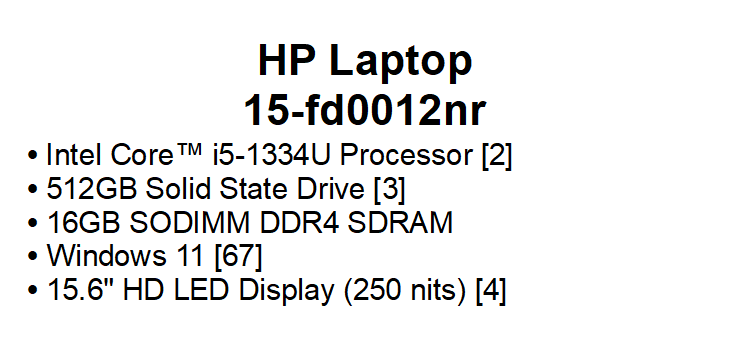 HP Laptop
15-fd0012nr
• Intel Core™ i5-1334U Processor [2]
• 512GB Solid State Drive [3]
• 16GB SODIMM DDR4 SDRAM
• Windows 11 [67]
• 15.6" HD LED Display (250 nits) [4]